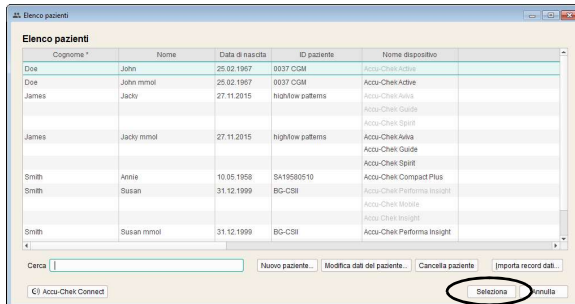 Elenco pazienti
Elenco pazienti
Cognome * Nome Data di nascita ID paziente Nome dispositivo
Doe John 25.02.1967 0037 CGM Accu-Chek Active
Doe John mmol 25.02.1967 0037 CGM Accu-Chek Active
James Jacky 27.11.2015 high/low patterns Accu-Chek Aviva
Accu-Chek Guide
Accu-Chek Spirit
James Jacky mmol 27.11.2015 high/low patterns Accu-Chek Aviva
Accu-Chek Guide
Accu-Chek Spirit
Smith Annie 10.05.1958 SA19580510 Accu-Chek Compact Plus
Smith Susan 31.12.1999 BG-CSII Accu-Chek Performa Insight
Accu-Chek Mobile
Accu-Chek Insight
Smith Susan mmol 31.12.1999 BG-CSII Accu-Chek Performa Insight
Cerca Nuovo paziente... Modifica dati del paziente... Cancella paziente Importa record dati...
Accu-Chek Connect Seleziona Annulla